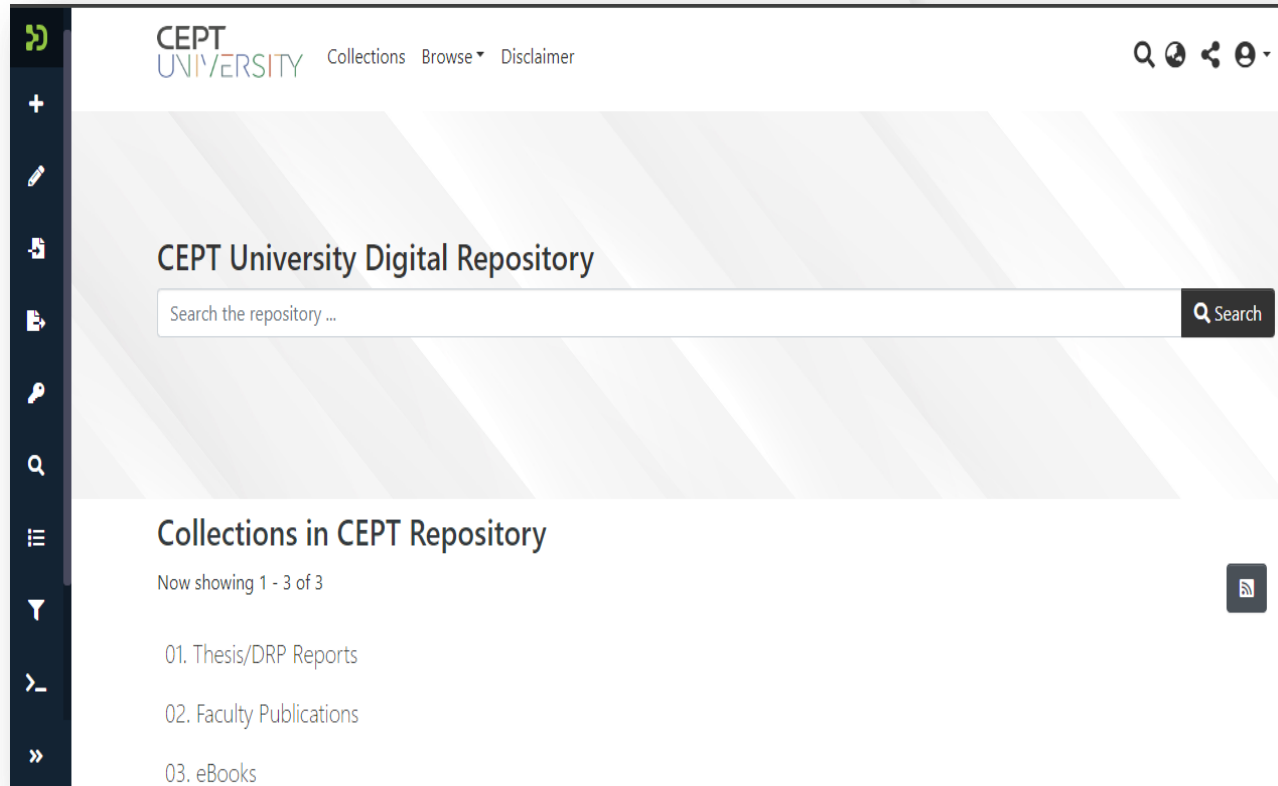 CEPT
UNIVERSITY
Collections Browse Disclaimer
CEPT University Digital Repository
Search the repository ...
Search
Collections in CEPT Repository
Now showing 1 - 3 of 3
01. Thesis/DRP Reports
02. Faculty Publications
03. eBooks